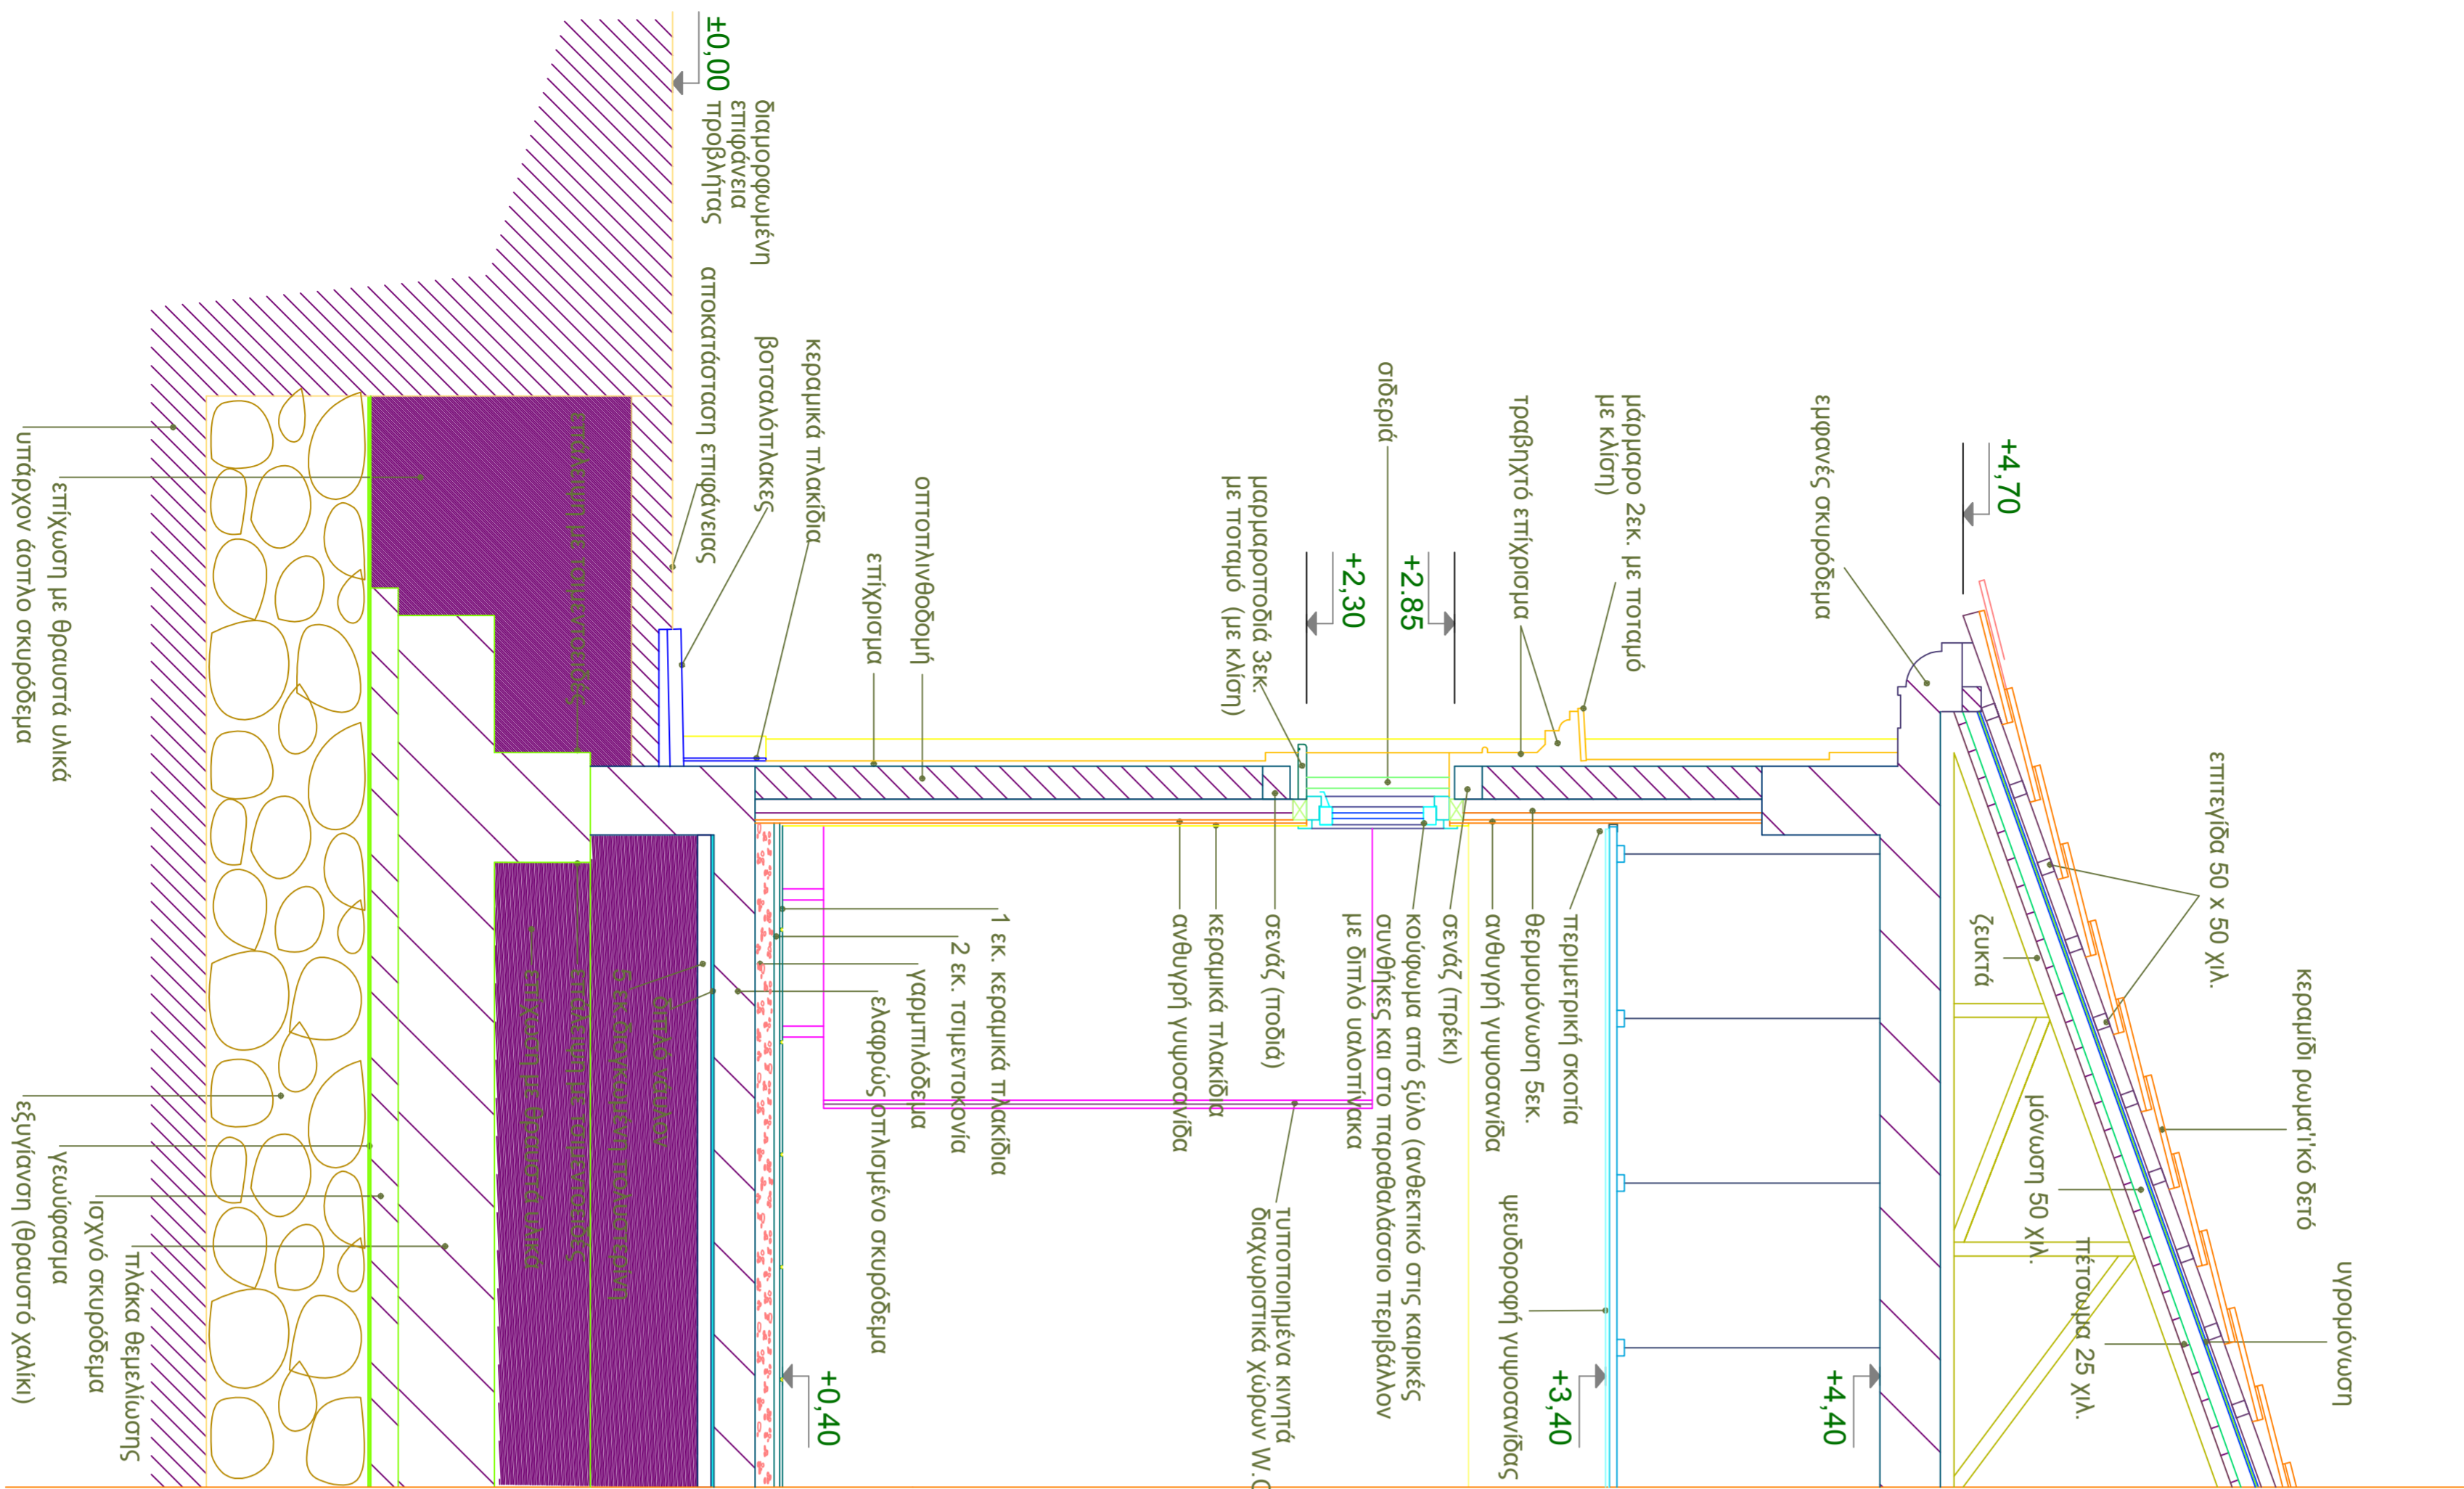 +4,70
εμφανές σκυρόδεμα
μάρμαρο 2εκ. με ποταμό
με κλίση)
τραβηχτό επίχρισμα
+2.85
+2,30
σιδεριά
μαρμαροποδιά 3εκ.
με ποταμό (με κλίση)
οπτοπλινθοδομή
επίχρισμα
κεραμικά πλακίδια
βοτσαλόπλακες
αποκατάσταση επιφάνειας
διαμορφωμένη
επιφάνεια
προβλήτας
±0,00
επάλειψη με τσιμεντοειδές
επίχωση με θραυστά υλικά
υπάρχον άοπλο σκυρόδεμα
υγρομόνωση
κεραμίδι ρωμα'ι'κό δετό
επιτεγίδα 50 x 50 χιλ.
πέτσωμα 25 χιλ.
μόνωση 50 χιλ.
ζευκτά
+4,40
+3,40
περιμετρική σκοτία
θερμομόνωση 5εκ.
ψευδοροφή γυψοσανίδας
ανθυγρή γυψοσανίδα
σενάζ (πρέκι)
κούφωμα από ξύλο (ανθεκτικό στις καιρικές
συνθήκες και στο παραθαλάσσιο περιβάλλον
με διπλό υαλοπίνακα
σενάζ (ποδιά)
τυποποιημένα κινητά
διαχωριστικά χώρων W.C
κεραμικά πλακίδια
ανθυγρή γυψοσανίδα
1 εκ. κεραμικά πλακίδια
2 εκ. τσιμεντοκονία
γαρμπιλόδεμα
ελαφρώς οπλισμένο σκυρόδεμα
+0,40
διπλό νάυλον
5 εκ. διογκωμένη πολυστερίνη
επάλειψη με τσιμεντοειδές
επίχωση με θραυστά υλικά
πλάκα θεμελίωσης
ισχνό σκυρόδεμα
γεωύφασμα
εξυγίανση (θραυστό χαλίκι)